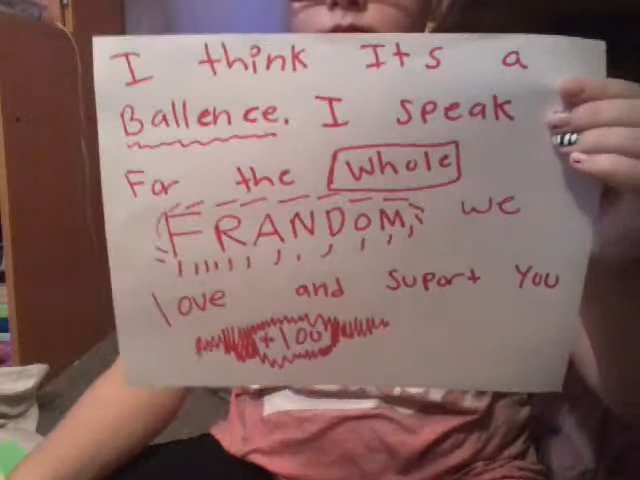 I think It's a
Ballence. I speak
For the Whole
FRANDOM, we
love and suport You
+100